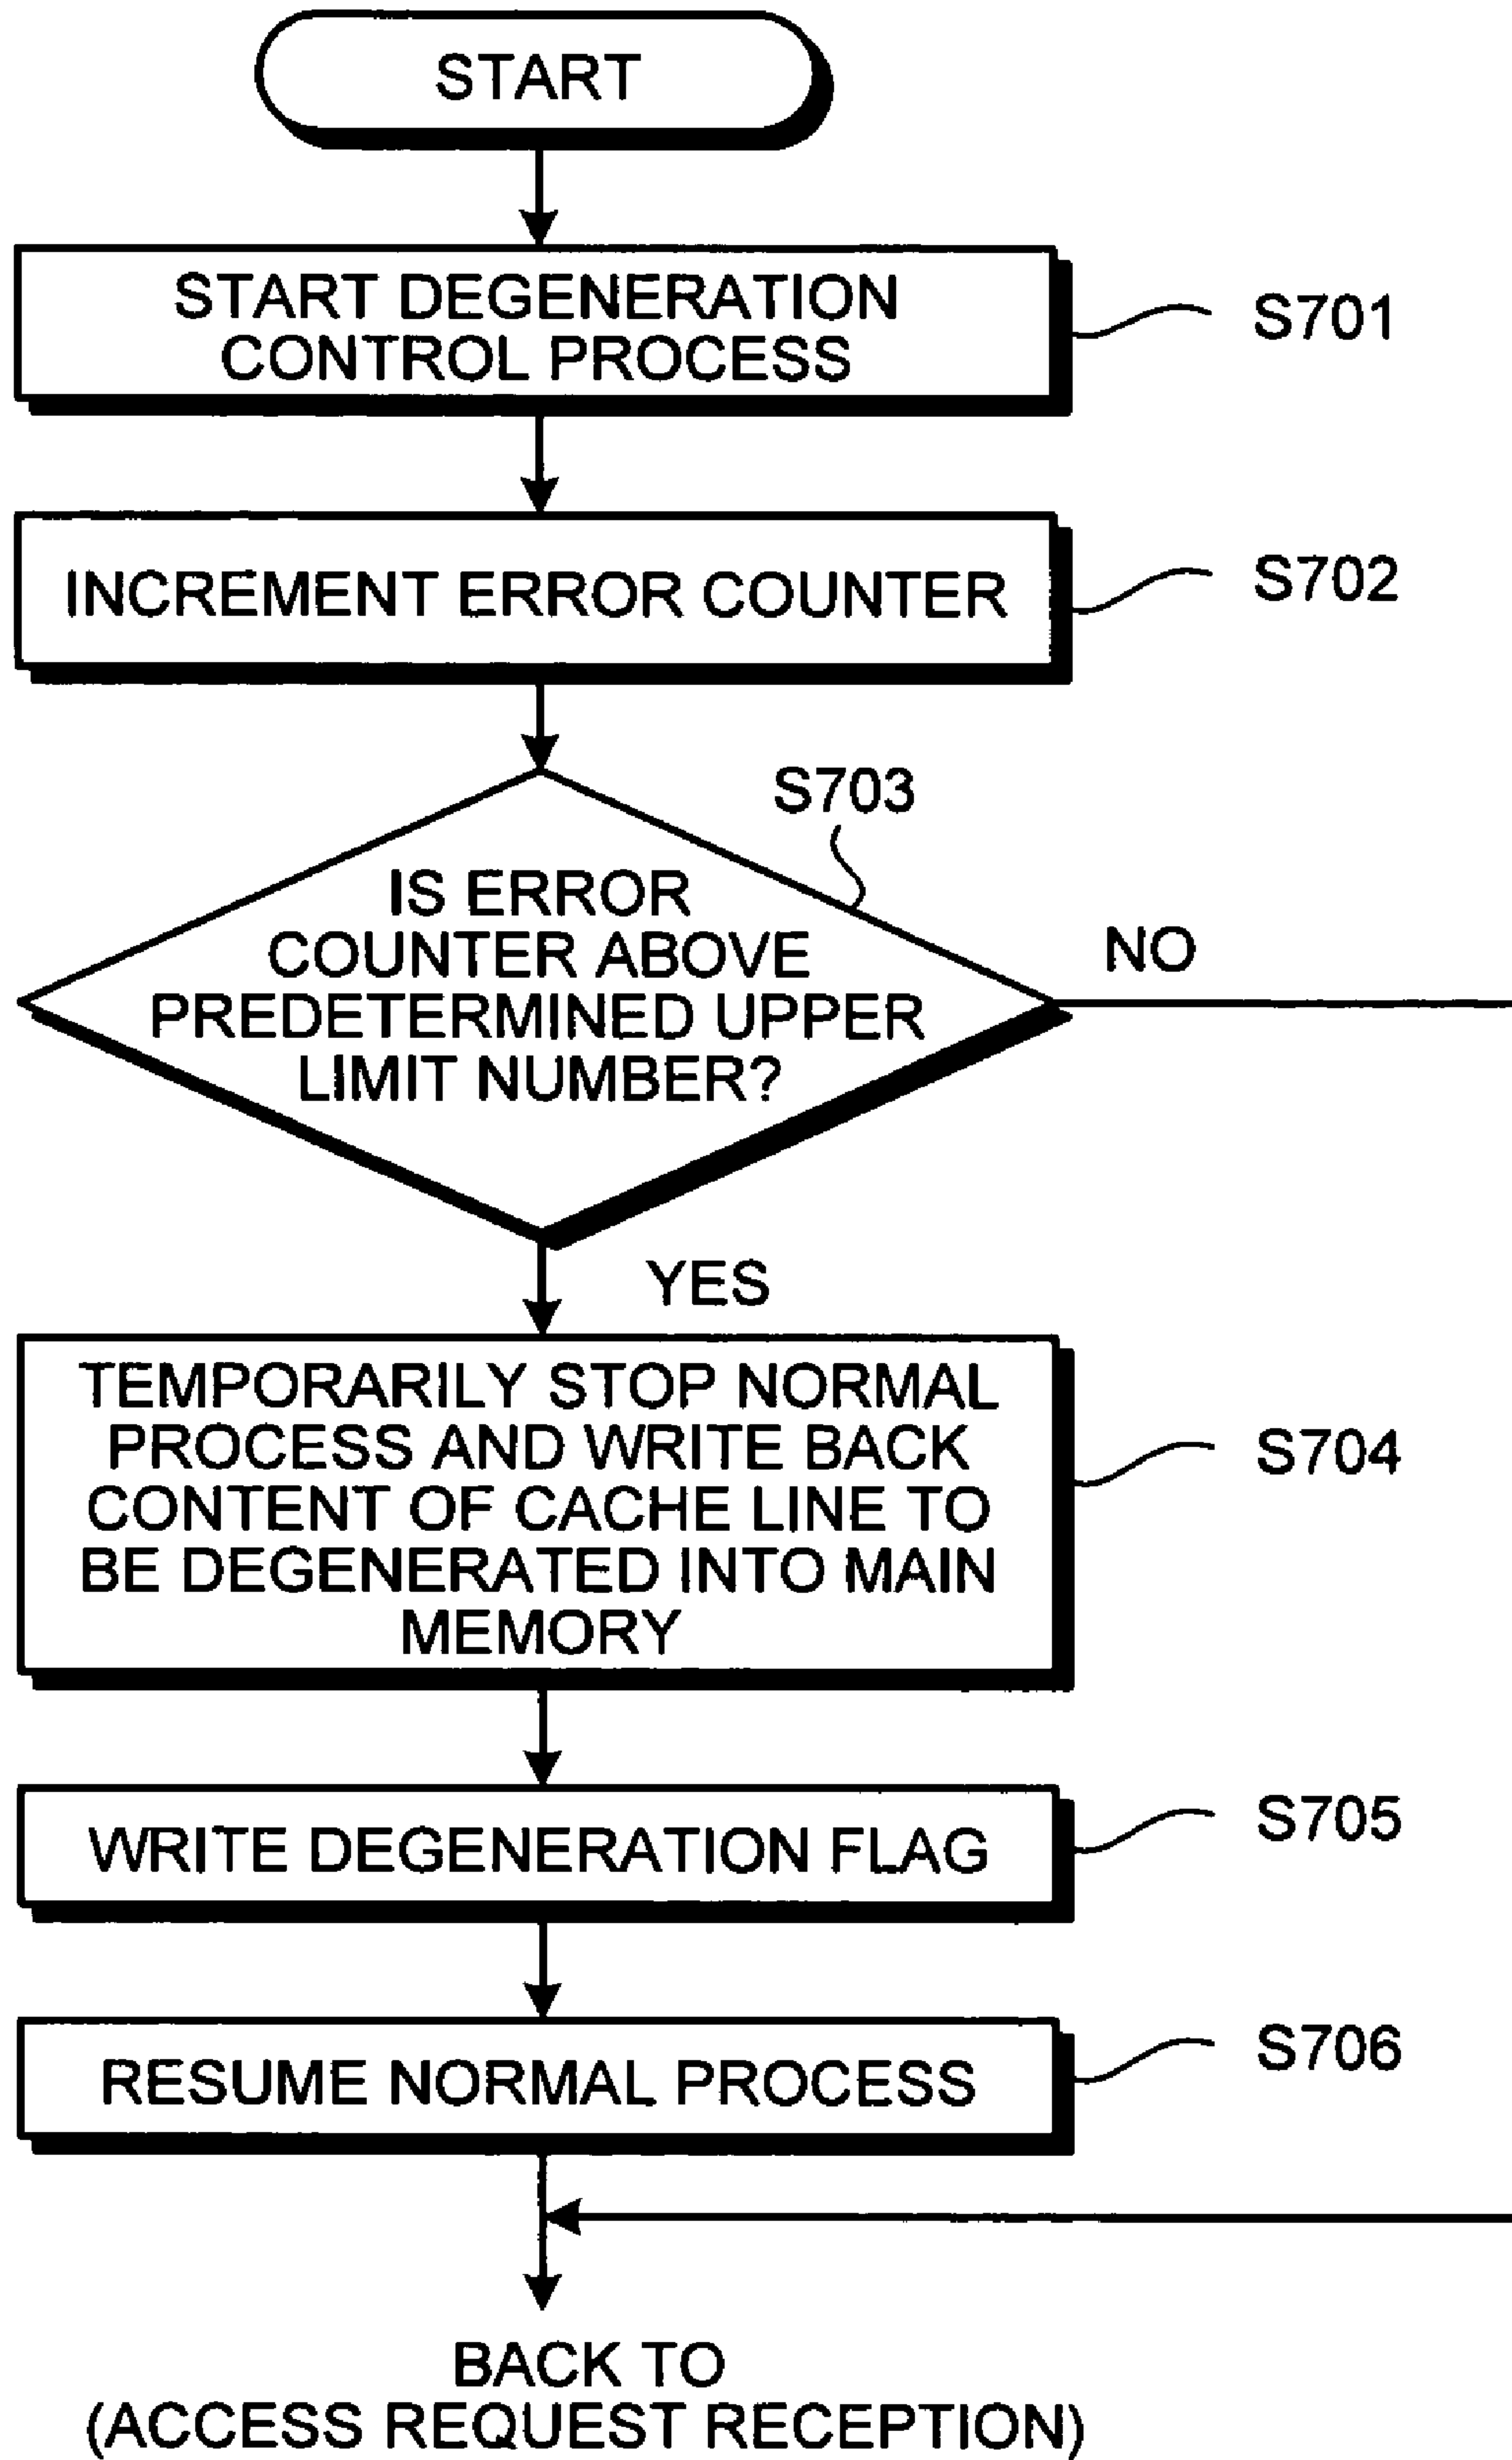 START
START DEGENERATION
CONTROL PROCESS
S701
INCREMENT ERROR COUNTER
S702
S703
IS ERROR
COUNTER ABOVE
PREDETERMINED UPPER
LIMIT NUMBER?
NO
YES
TEMPORARILY STOP NORMAL
PROCESS AND WRITE BACK
CONTENT OF CACHE LINE TO
BE DEGENERATED INTO MAIN
MEMORY
S704
WRITE DEGENERATION FLAG
S705
RESUME NORMAL PROCESS
S706
BACK TO
(ACCESS REQUEST RECEPTION)